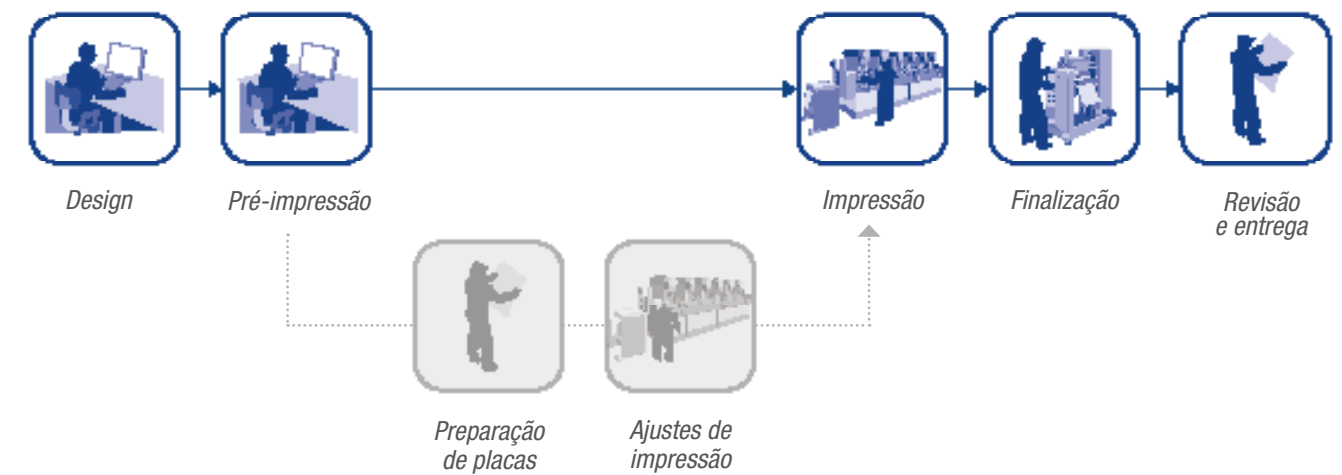 Design
Pré-impressão
Impressão
Finalização
Revisão
e entrega
Preparação
de placas
Ajustes de
impressão